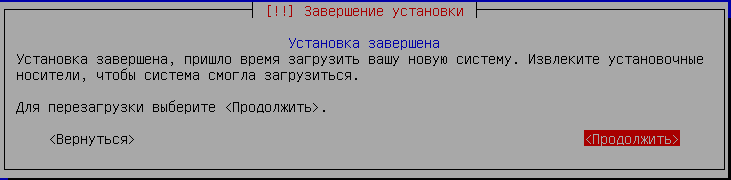 [!!] Завершение установки
Установка завершена
Установка завершена, пришло время загрузить вашу новую систему. Извлеките установочные
носители, чтобы система смогла загрузиться.
Для перезагрузки выберите <Продолжить>.
<Вернуться> <Продолжить>